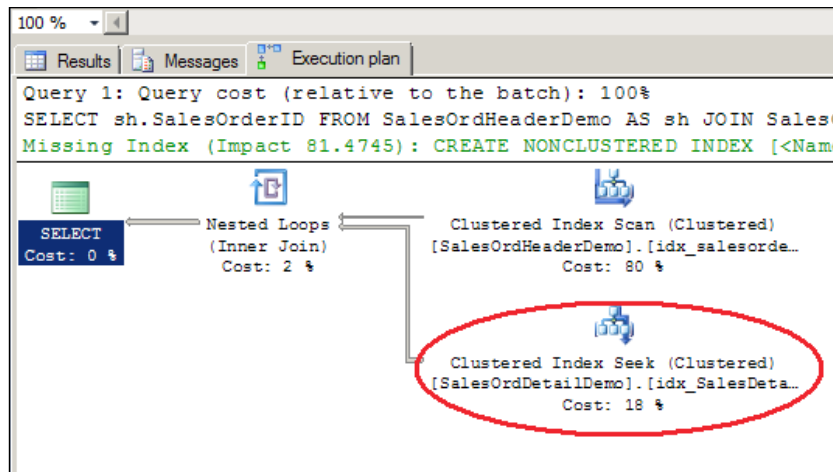 100 %
Results Messages Execution plan
Query 1: Query cost (relative to the batch): 100%
SELECT sh.SalesOrderID FROM SalesOrdHeaderDemo AS sh JOIN Sales
Missing Index (Impact 81.4745): CREATE NONCLUSTERED INDEX [<Nam
SELECT
Cost: 0 %
Nested Loops
(Inner Join)
Cost: 2 %
Clustered Index Scan (Clustered)
[SalesOrdHeaderDemo].[idx_salesorde…
Cost: 80 %
Clustered Index Seek (Clustered)
[SalesOrdDetailDemo].[idx_SalesDeta…
Cost: 18 %